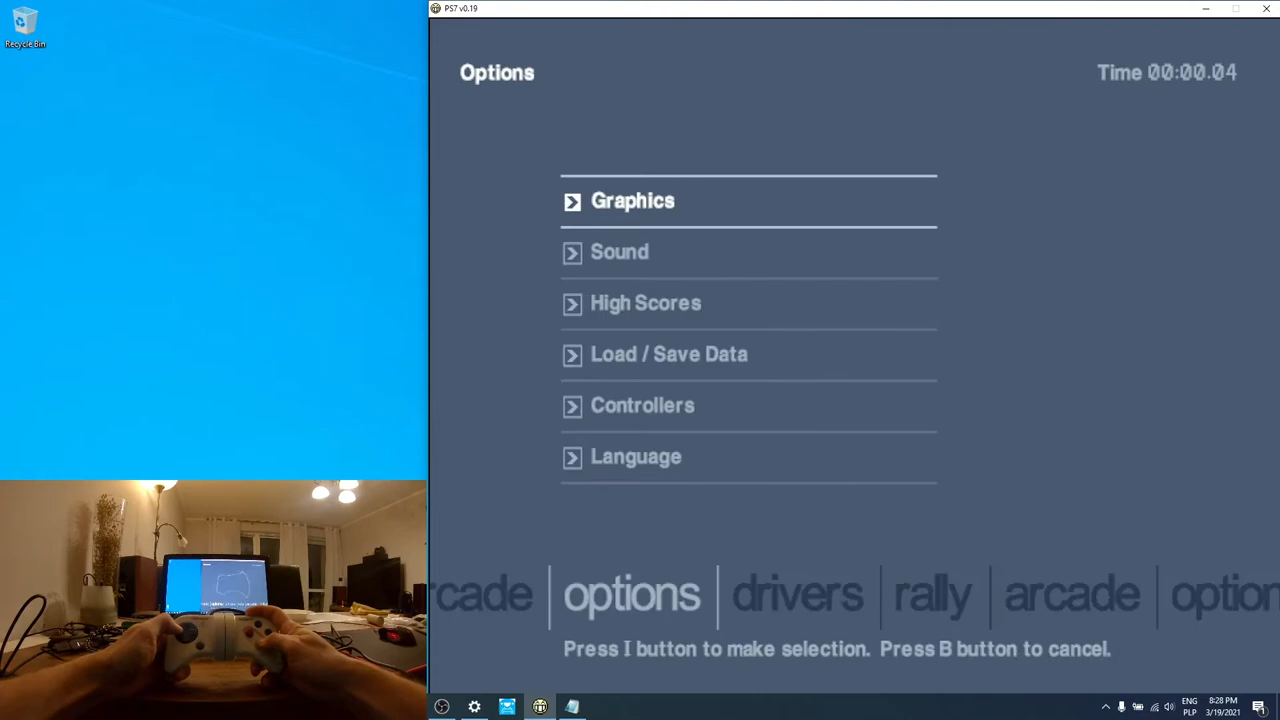 Recycle Bin
PS7 v0.19
Options
Time 00:00.04
Graphics
Sound
High Scores
Load / Save Data
Controllers
Language
rcade
options
drivers
rally
arcade
option
Press I button to make selection. Press B button to cancel.
ENG
PLP
8:28 PM
3/19/2021